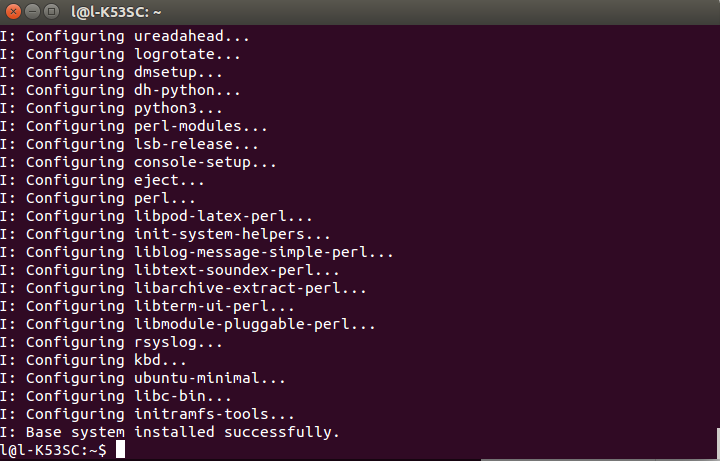 l@l-K53SC: ~
I: Configuring ureadahead...
I: Configuring logrotate...
I: Configuring dmsetup...
I: Configuring dh-python...
I: Configuring python3...
I: Configuring perl-modules...
I: Configuring lsb-release...
I: Configuring console-setup...
I: Configuring eject...
I: Configuring perl...
I: Configuring libpod-latex-perl...
I: Configuring init-system-helpers...
I: Configuring liblog-message-simple-perl...
I: Configuring libtext-soundex-perl...
I: Configuring libarchive-extract-perl...
I: Configuring libterm-ui-perl...
I: Configuring libmodule-pluggable-perl...
I: Configuring rsyslog...
I: Configuring kbd...
I: Configuring ubuntu-minimal...
I: Configuring libc-bin...
I: Configuring initramfs-tools...
I: Base system installed successfully.
l@l-K53SC:~$